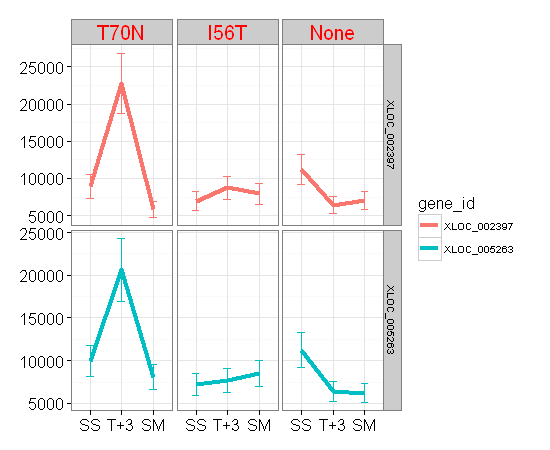 T70N I56T None
25000
20000
15000
10000
5000
XLOC_002397
25000
20000
15000
10000
5000
XLOC_005263
SS T+3 SM SS T+3 SM SS T+3 SM
gene_id
XLOC_002397
XLOC_005263